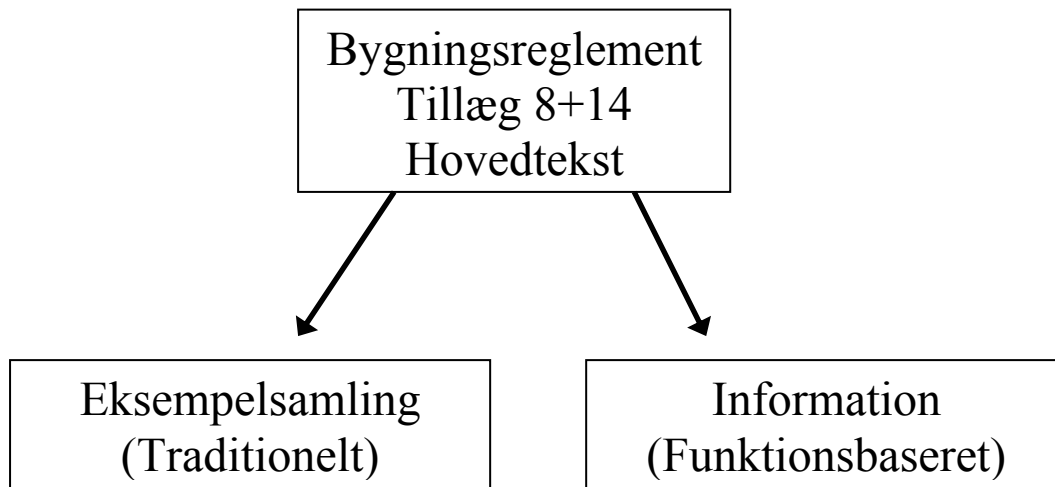 Bygningsreglement
Tillæg 8+14
Hovedtekst
Eksempelsamling
(Traditionelt)
Information
(Funktionsbaseret)